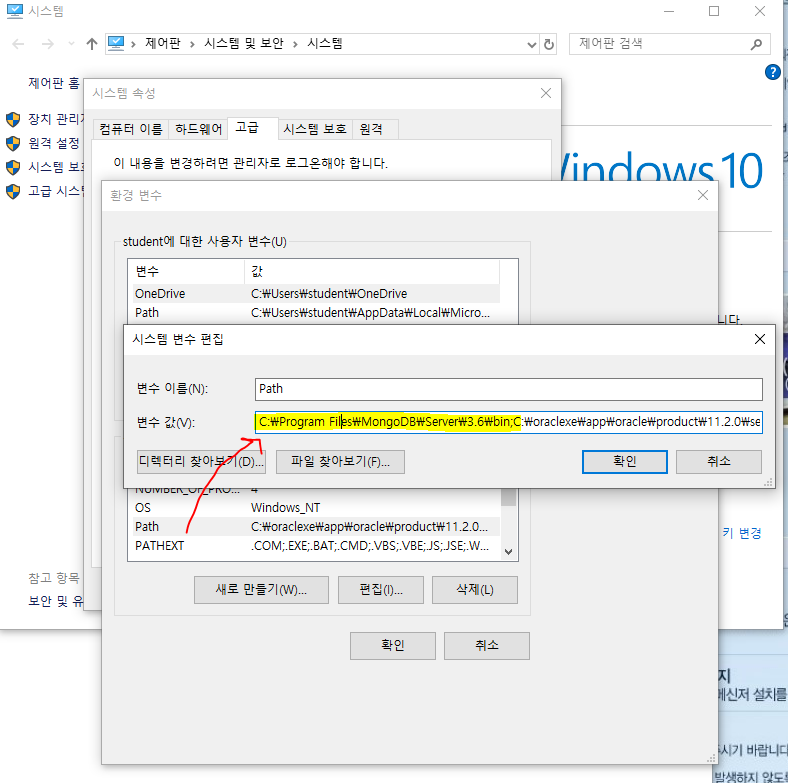 시스템
제어판 > 시스템 및 보안 > 시스템
제어판 검색
제어판 홈
장치 관리자
원격 설정
시스템 보호
고급 시스템
Windows 10
시스템 속성
컴퓨터 이름 하드웨어 고급 시스템 보호 원격
이 내용을 변경하려면 관리자로 로그온해야 합니다.
환경 변수
student에 대한 사용자 변수(U)
변수 값
OneDrive C:₩Users₩student₩OneDrive
Path C:₩Users₩student₩AppData₩Local₩Micro...
니다.
시스템 변수 편집
변수 이름(N): Path
변수 값(V): C:₩Program Files₩MongoDB₩Server₩3.6₩bin;C:₩oraclexe₩app₩oracle₩product₩11.2.0₩se
디렉터리 찾아보기(D)... 파일 찾아보기(F)... 확인 취소
NUMBER_OF_PRO... 4
OS Windows_NT
Path C:₩oraclexe₩app₩oracle₩product₩11.2.0...
PATHEXT .COM;.EXE;.BAT;.CMD;.VBS;.VBE;.JS;.JSE;.W...
키 변경
새로 만들기(W)... 편집(I)... 삭제(L)
참고 항목
보안 및 유
확인 취소
지
메신저 설치를
주시기 바랍니다
발생하지 않도록